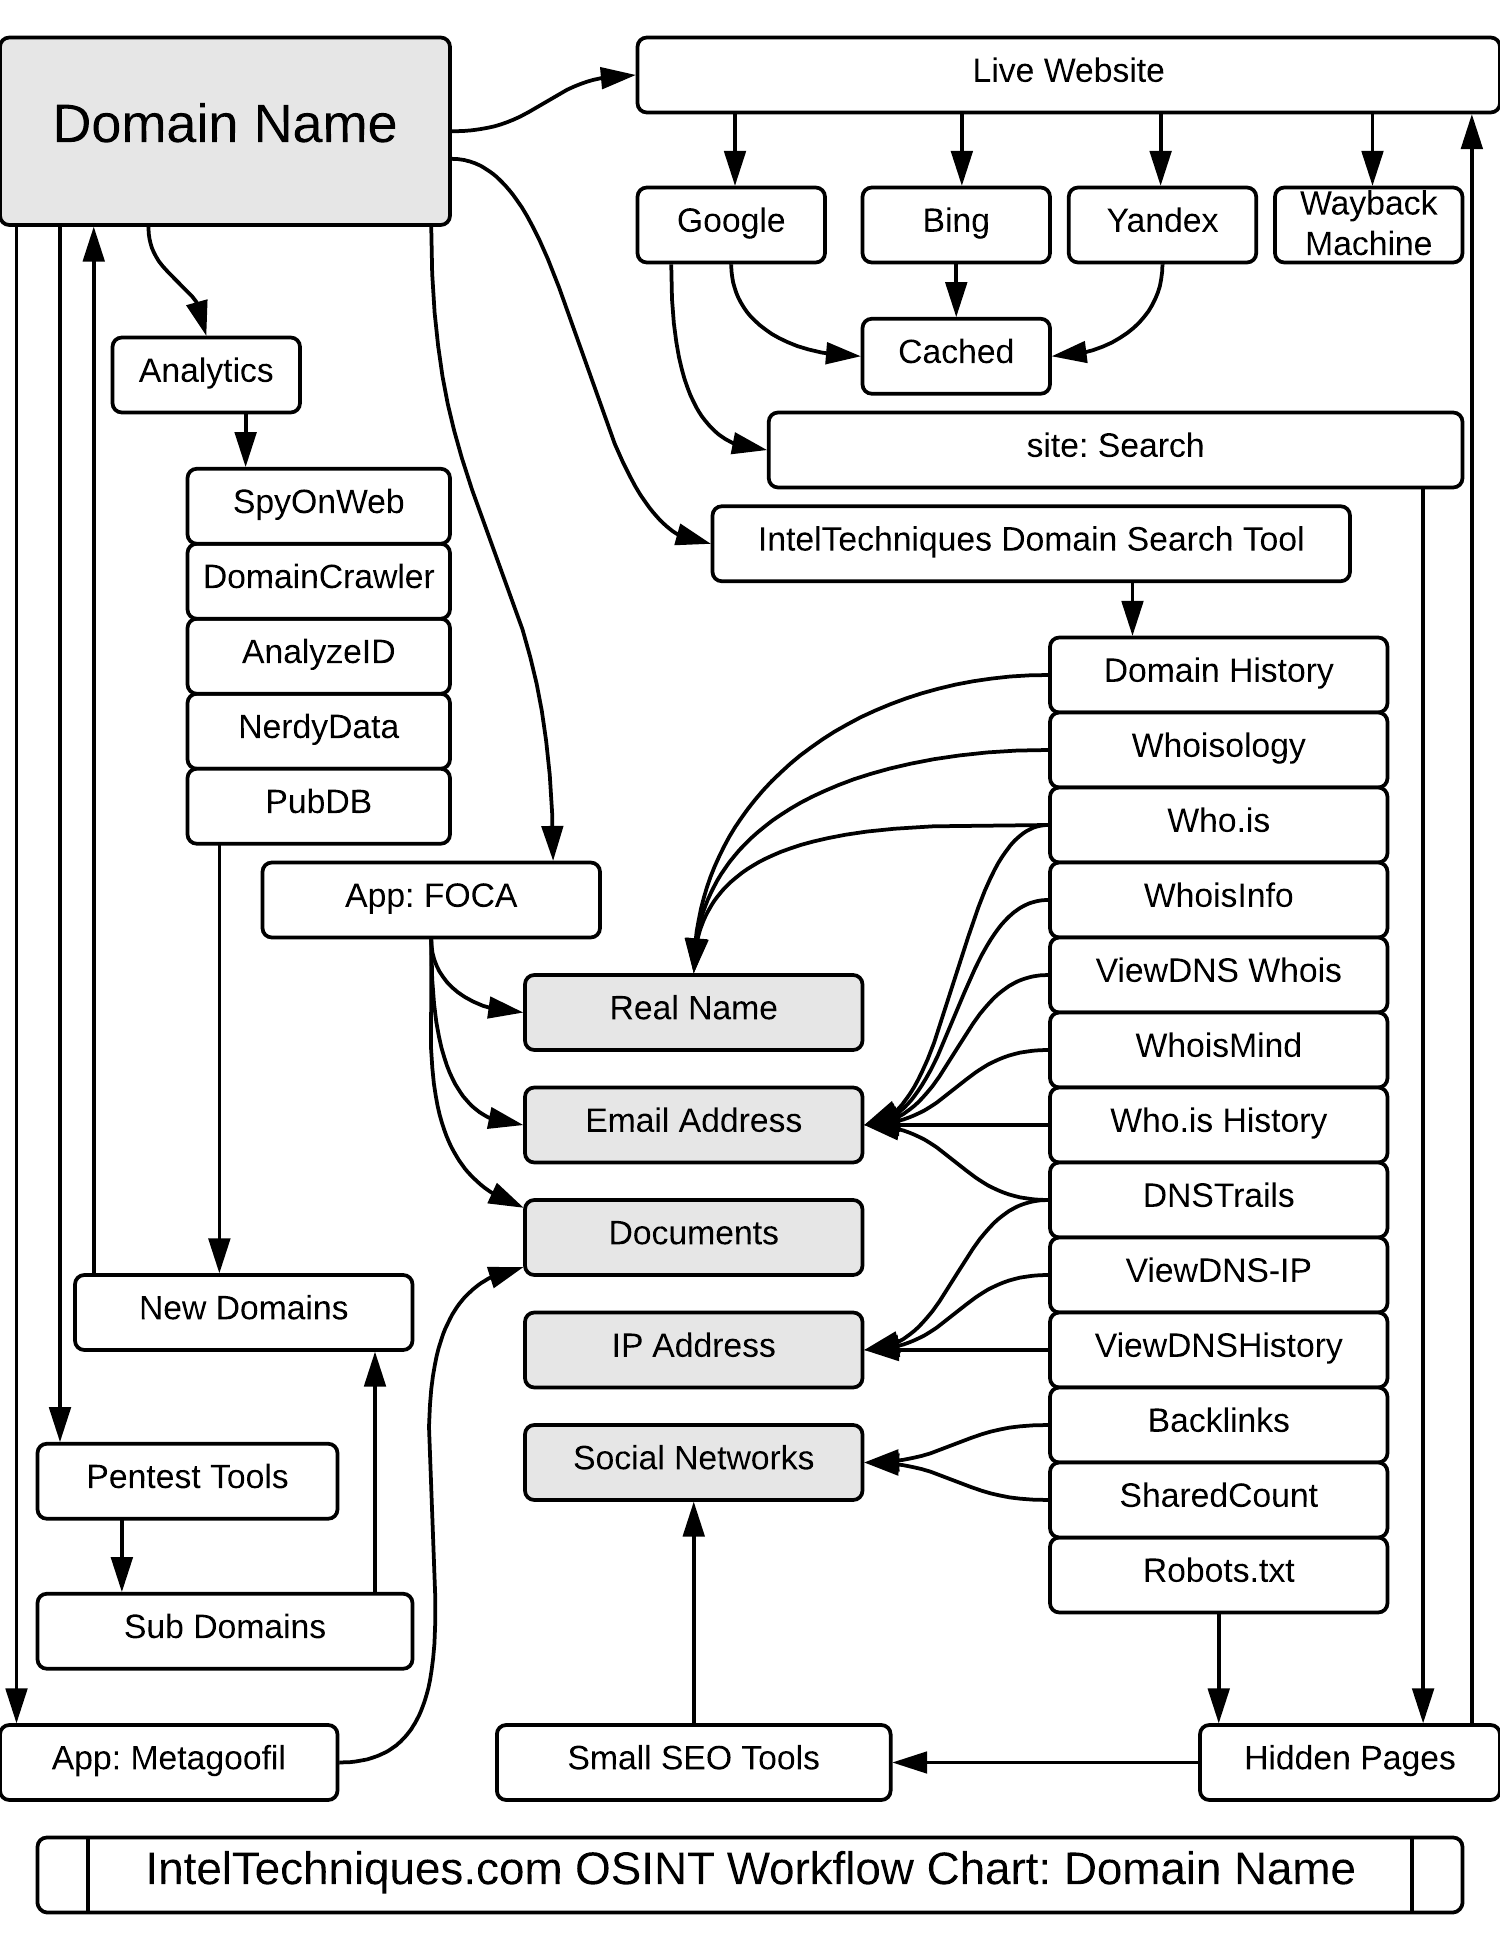 Domain Name
Live Website
Google
Bing
Yandex
Wayback
Machine
Cached
Analytics
site: Search
SpyOnWeb
IntelTechniques Domain Search Tool
DomainCrawler
AnalyzeID
NerdyData
PubDB
Domain History
Whoisology
Who.is
WhoisInfo
ViewDNS Whois
WhoisMind
Who.is History
DNSTrails
ViewDNS-IP
ViewDNSHistory
Backlinks
SharedCount
Robots.txt
App: FOCA
Real Name
Email Address
Documents
IP Address
Social Networks
New Domains
Pentest Tools
Sub Domains
App: Metagoofil
Small SEO Tools
Hidden Pages
IntelTechniques.com OSINT Workflow Chart: Domain Name